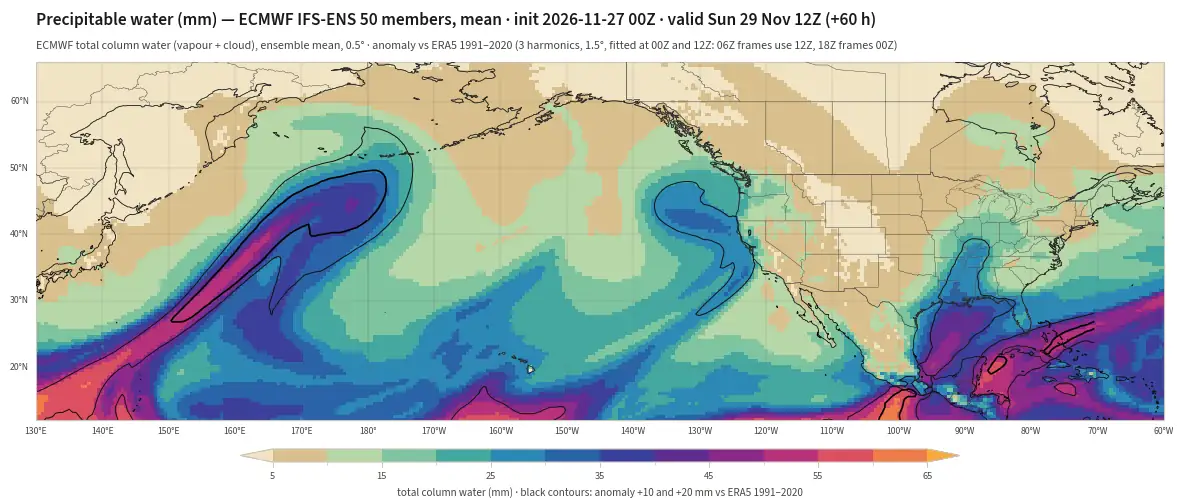 Precipitable water (mm) — ECMWF IFS-ENS 50 members, mean · init 2026-11-27 00Z · valid Sun 29 Nov 12Z (+60 h)
ECMWF total column water (vapour + cloud), ensemble mean, 0.5° · anomaly vs ERA5 1991–2020 (3 harmonics, 1.5°, fitted at 00Z and 12Z: 06Z frames use 12Z, 18Z frames 00Z)
60°N
50°N
40°N
30°N
20°N
130°E 140°E 150°E 160°E 170°E 180° 170°W 160°W 150°W 140°W 130°W 120°W 110°W 100°W 90°W 80°W 70°W 60°W
5 15 25 35 45 55 65
total column water (mm) · black contours: anomaly +10 and +20 mm vs ERA5 1991–2020